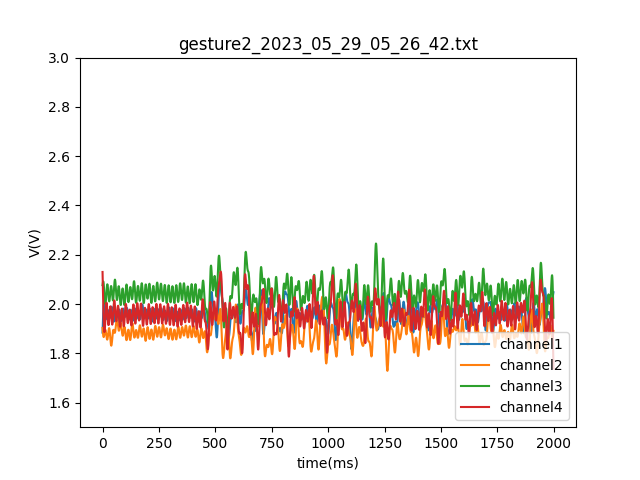 gesture2_2023_05_29_05_26_42.txt
3.0
2.8
2.6
2.4
2.2
2.0
1.8
1.6
V(V)
channel1
channel2
channel3
channel4
0 250 500 750 1000 1250 1500 1750 2000
time(ms)